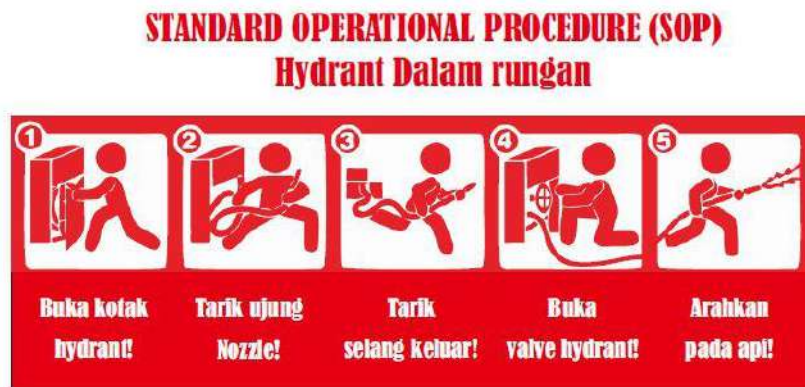 STANDARD OPERATIONAL PROCEDURE (SOP)
Hydrant Dalam rungan
1
2
3
4
5
Buka kotak
hydrant!
Tarik ujung
Nozzle!
Tarik
selang keluar!
Buka
valve hydrant!
Arahkan
pada api!